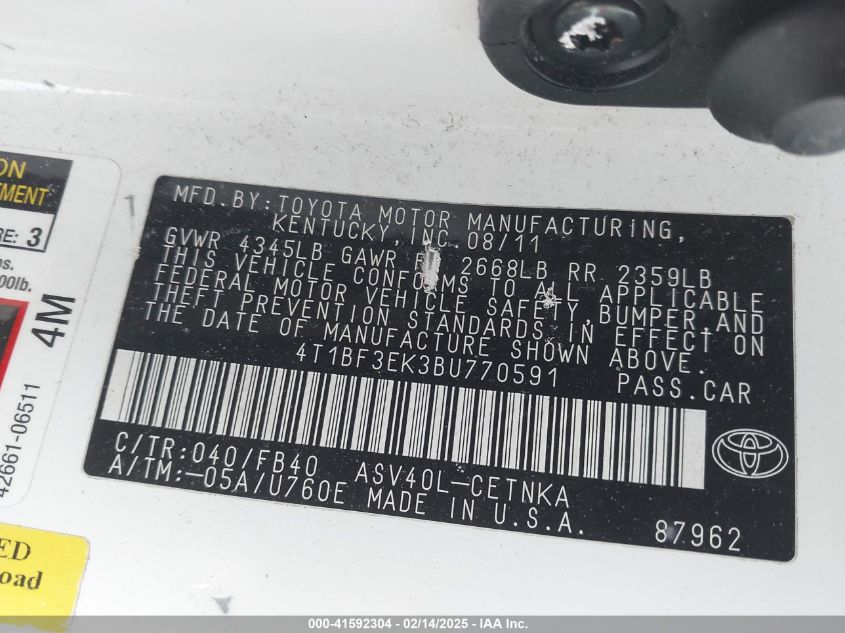 ON
EMENT
RE: 3
ns.
00lb.
4M
42661-06511
ED
oad
MFD.BY:TOYOTA MOTOR MANUFACTURING,
KENTUCKY,INC.08/11
GVWR 4345LB GAWR 2668LB RR 2359LB
THIS VEHICLE CONFORMS TO ALL APPLICABLE
FEDERAL MOTOR VEHICLE SAFETY,BUMPER,AND
THEFT PREVENTION STANDARDS IN EFFECT ON
THE DATE OF MANUFACTURE SHOWN ABOVE.
4T1BF3EK3BU770591 PASS.CAR
C/TR:040/FB40 ASV40L-CETNKA
A/TM:-05A/U760E MADE IN U.S.A.
87962
000-41592304 - 02/14/2025 - IAA Inc.